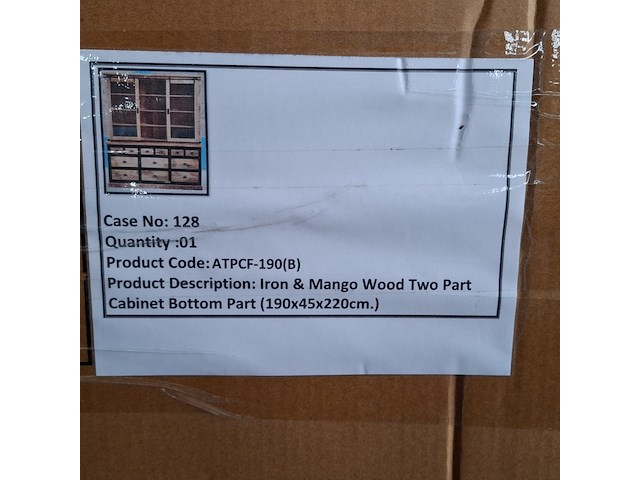 Case No: 128
Quantity :01
Product Code: ATPCF-190(B)
Product Description: Iron & Mango Wood Two Part
Cabinet Bottom Part (190x45x220cm.)